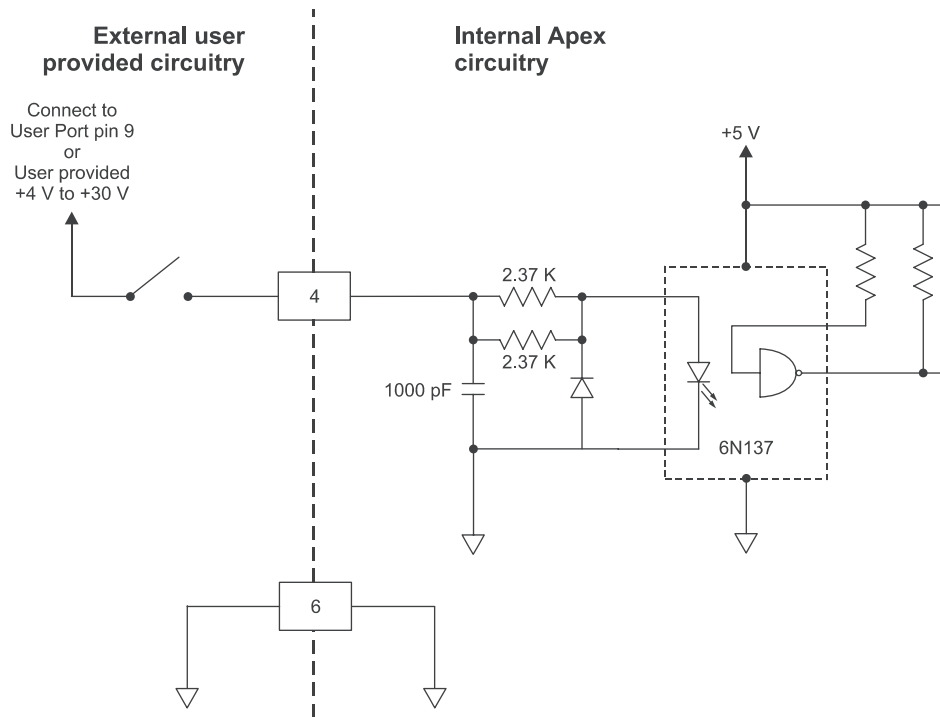 External user
provided circuitry
Internal Apex
circuitry
Connect to
User Port pin 9
or
User provided
+4 V to +30 V
+5 V
4
2.37 K
2.37 K
1000 pF
6N137
6